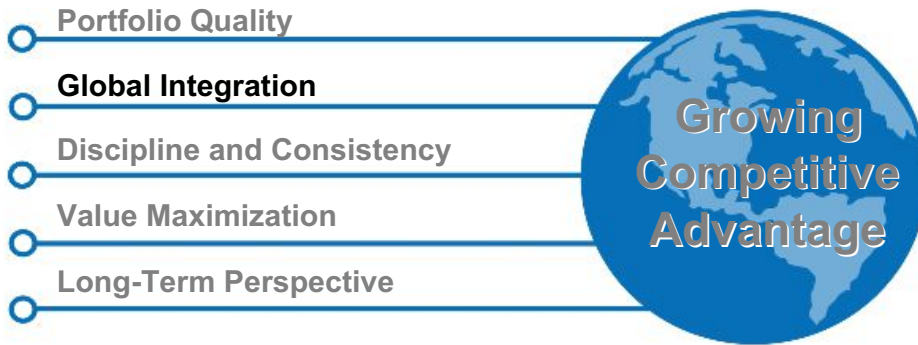 Portfolio Quality
Global Integration
Discipline and Consistency
Value Maximization
Long-Term Perspective
Growing
Competitive
Advantage